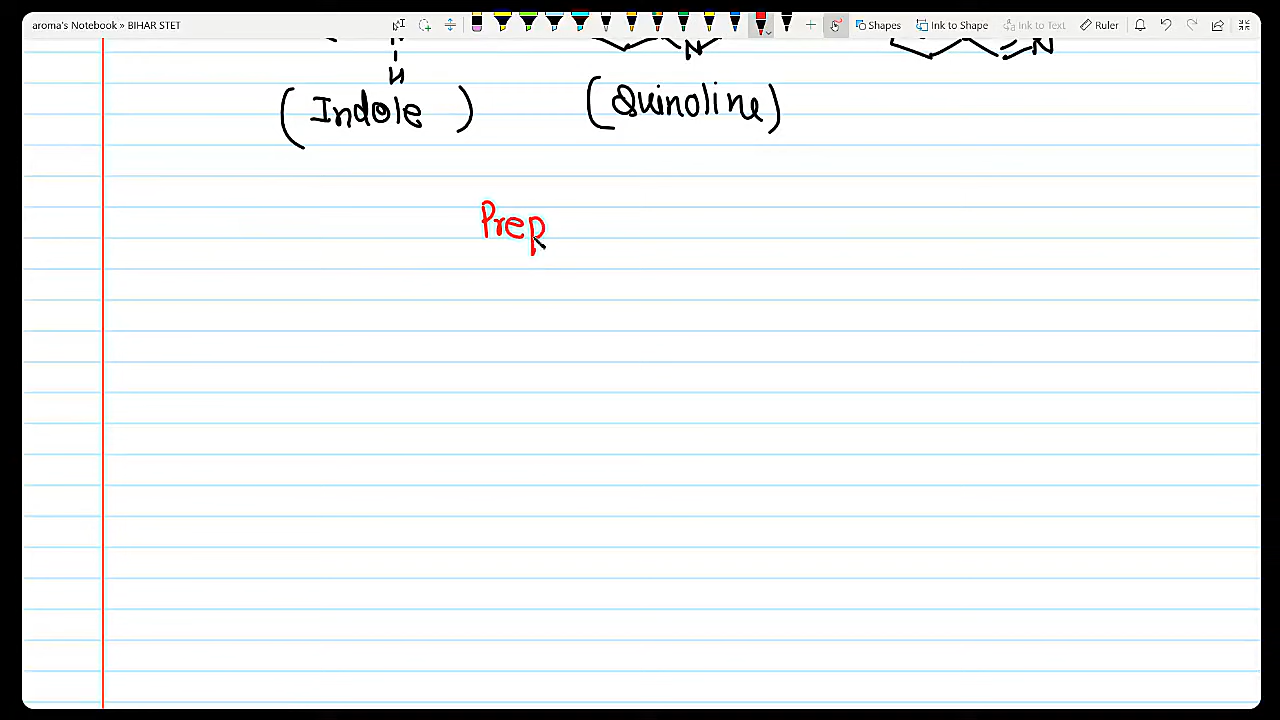 aroma's Notebook » BIHAR STET
Shapes
Ink to Shape
Ink to Text
Ruler
N
N
H
(Indole)
(Quinoline)
Prep